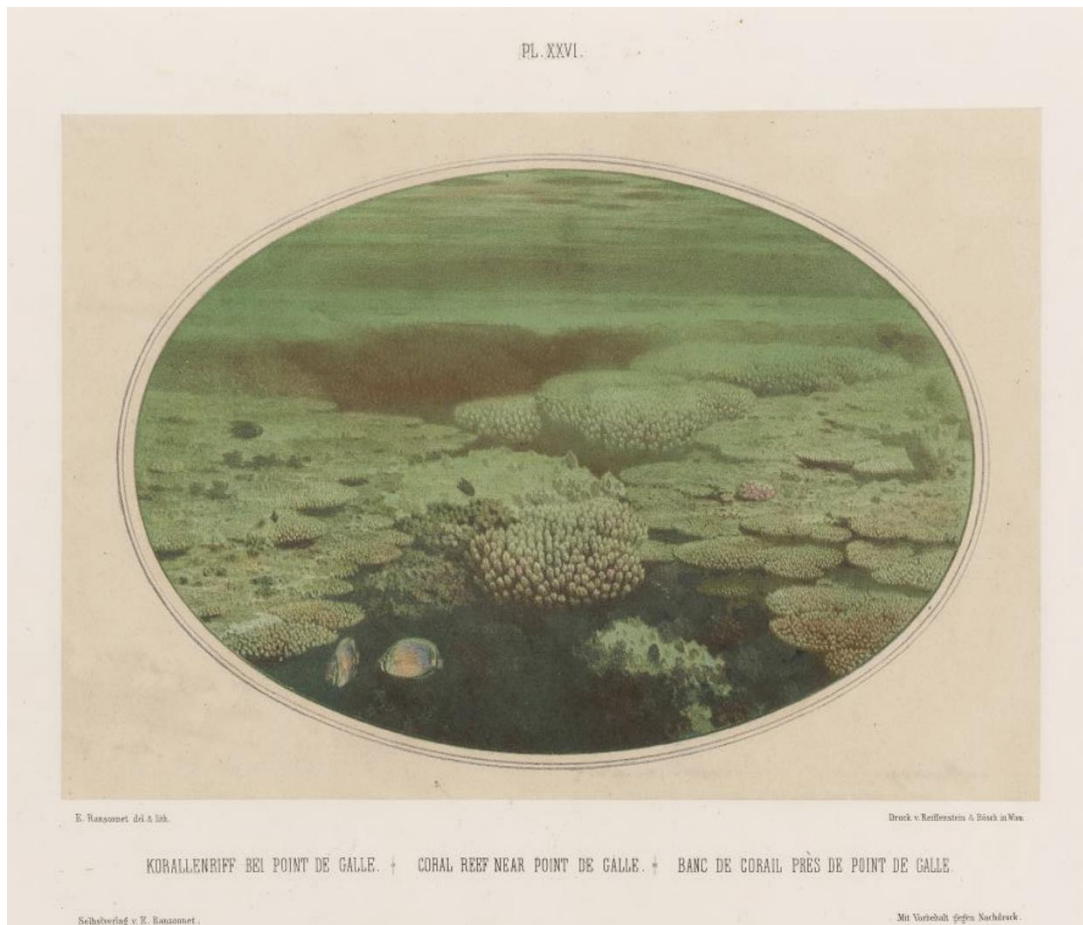 PL. XXVI.
E. Ransonnet del. & lith.
Druck v. Reiffenstein & Rösch in Wien.
KORALLENRIFF BEI POINT DE GALLE. CORAL REEF NEAR POINT DE GALLE. BANC DE CORAIL PRÈS DE POINT DE GALLE.
Selbstverlag v. E. Ransonnet.
Mit Vorbehalt gegen Nachdruck.